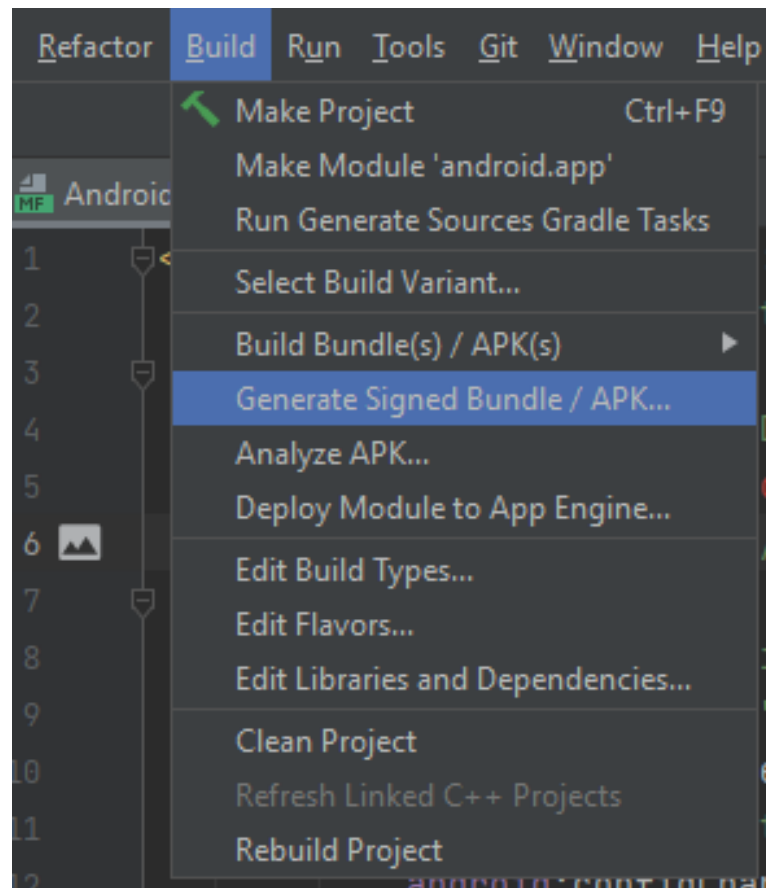 Refactor Build Run Tools Git Window Help
Make Project Ctrl+F9
MF Android
Make Module 'android.app'
Run Generate Sources Gradle Tasks
1 <
Select Build Variant...
2
Build Bundle(s) / APK(s)
3
Generate Signed Bundle / APK...
4
Analyze APK...
5
Deploy Module to App Engine...
6
Edit Build Types...
7
Edit Flavors...
8
Edit Libraries and Dependencies...
9
Clean Project
10
Refresh Linked C++ Projects
11
Rebuild Project
12